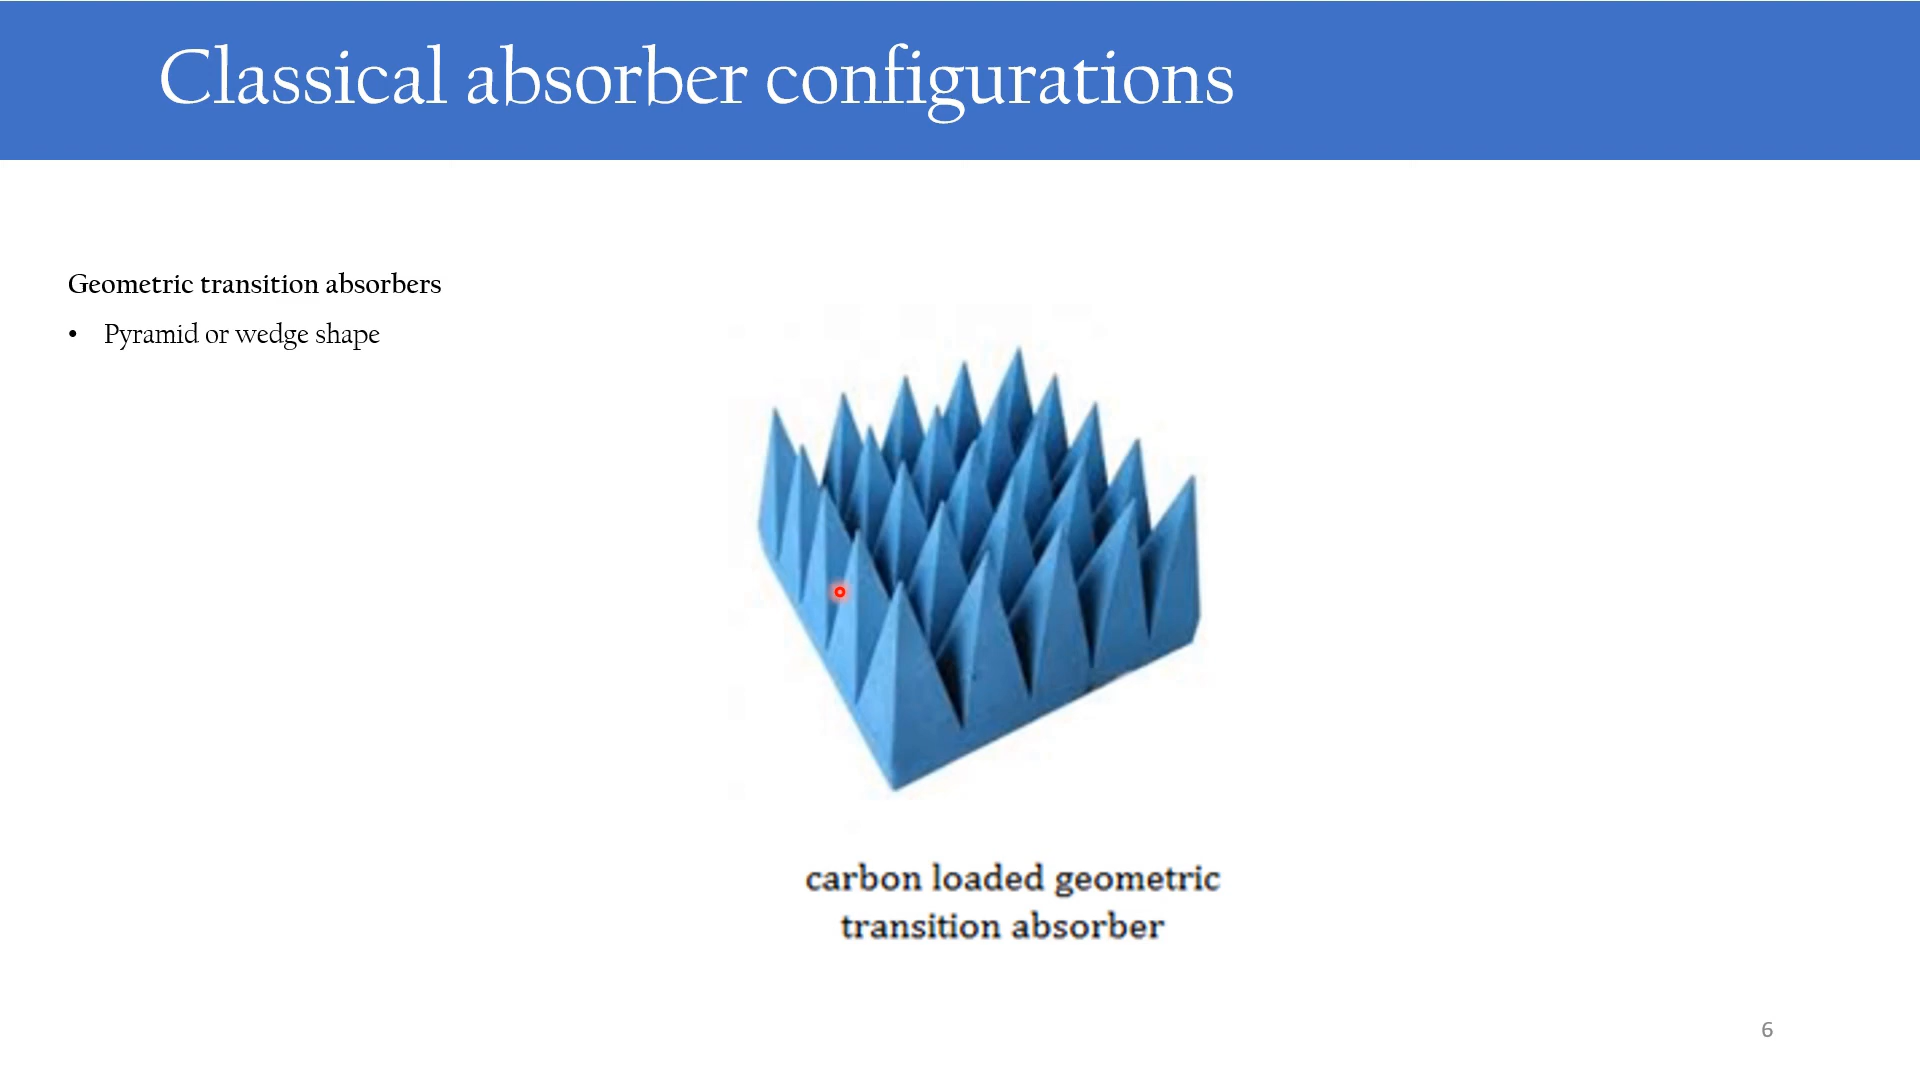 Classical absorber configurations
Geometric transition absorbers
• Pyramid or wedge shape
carbon loaded geometric
transition absorber
6